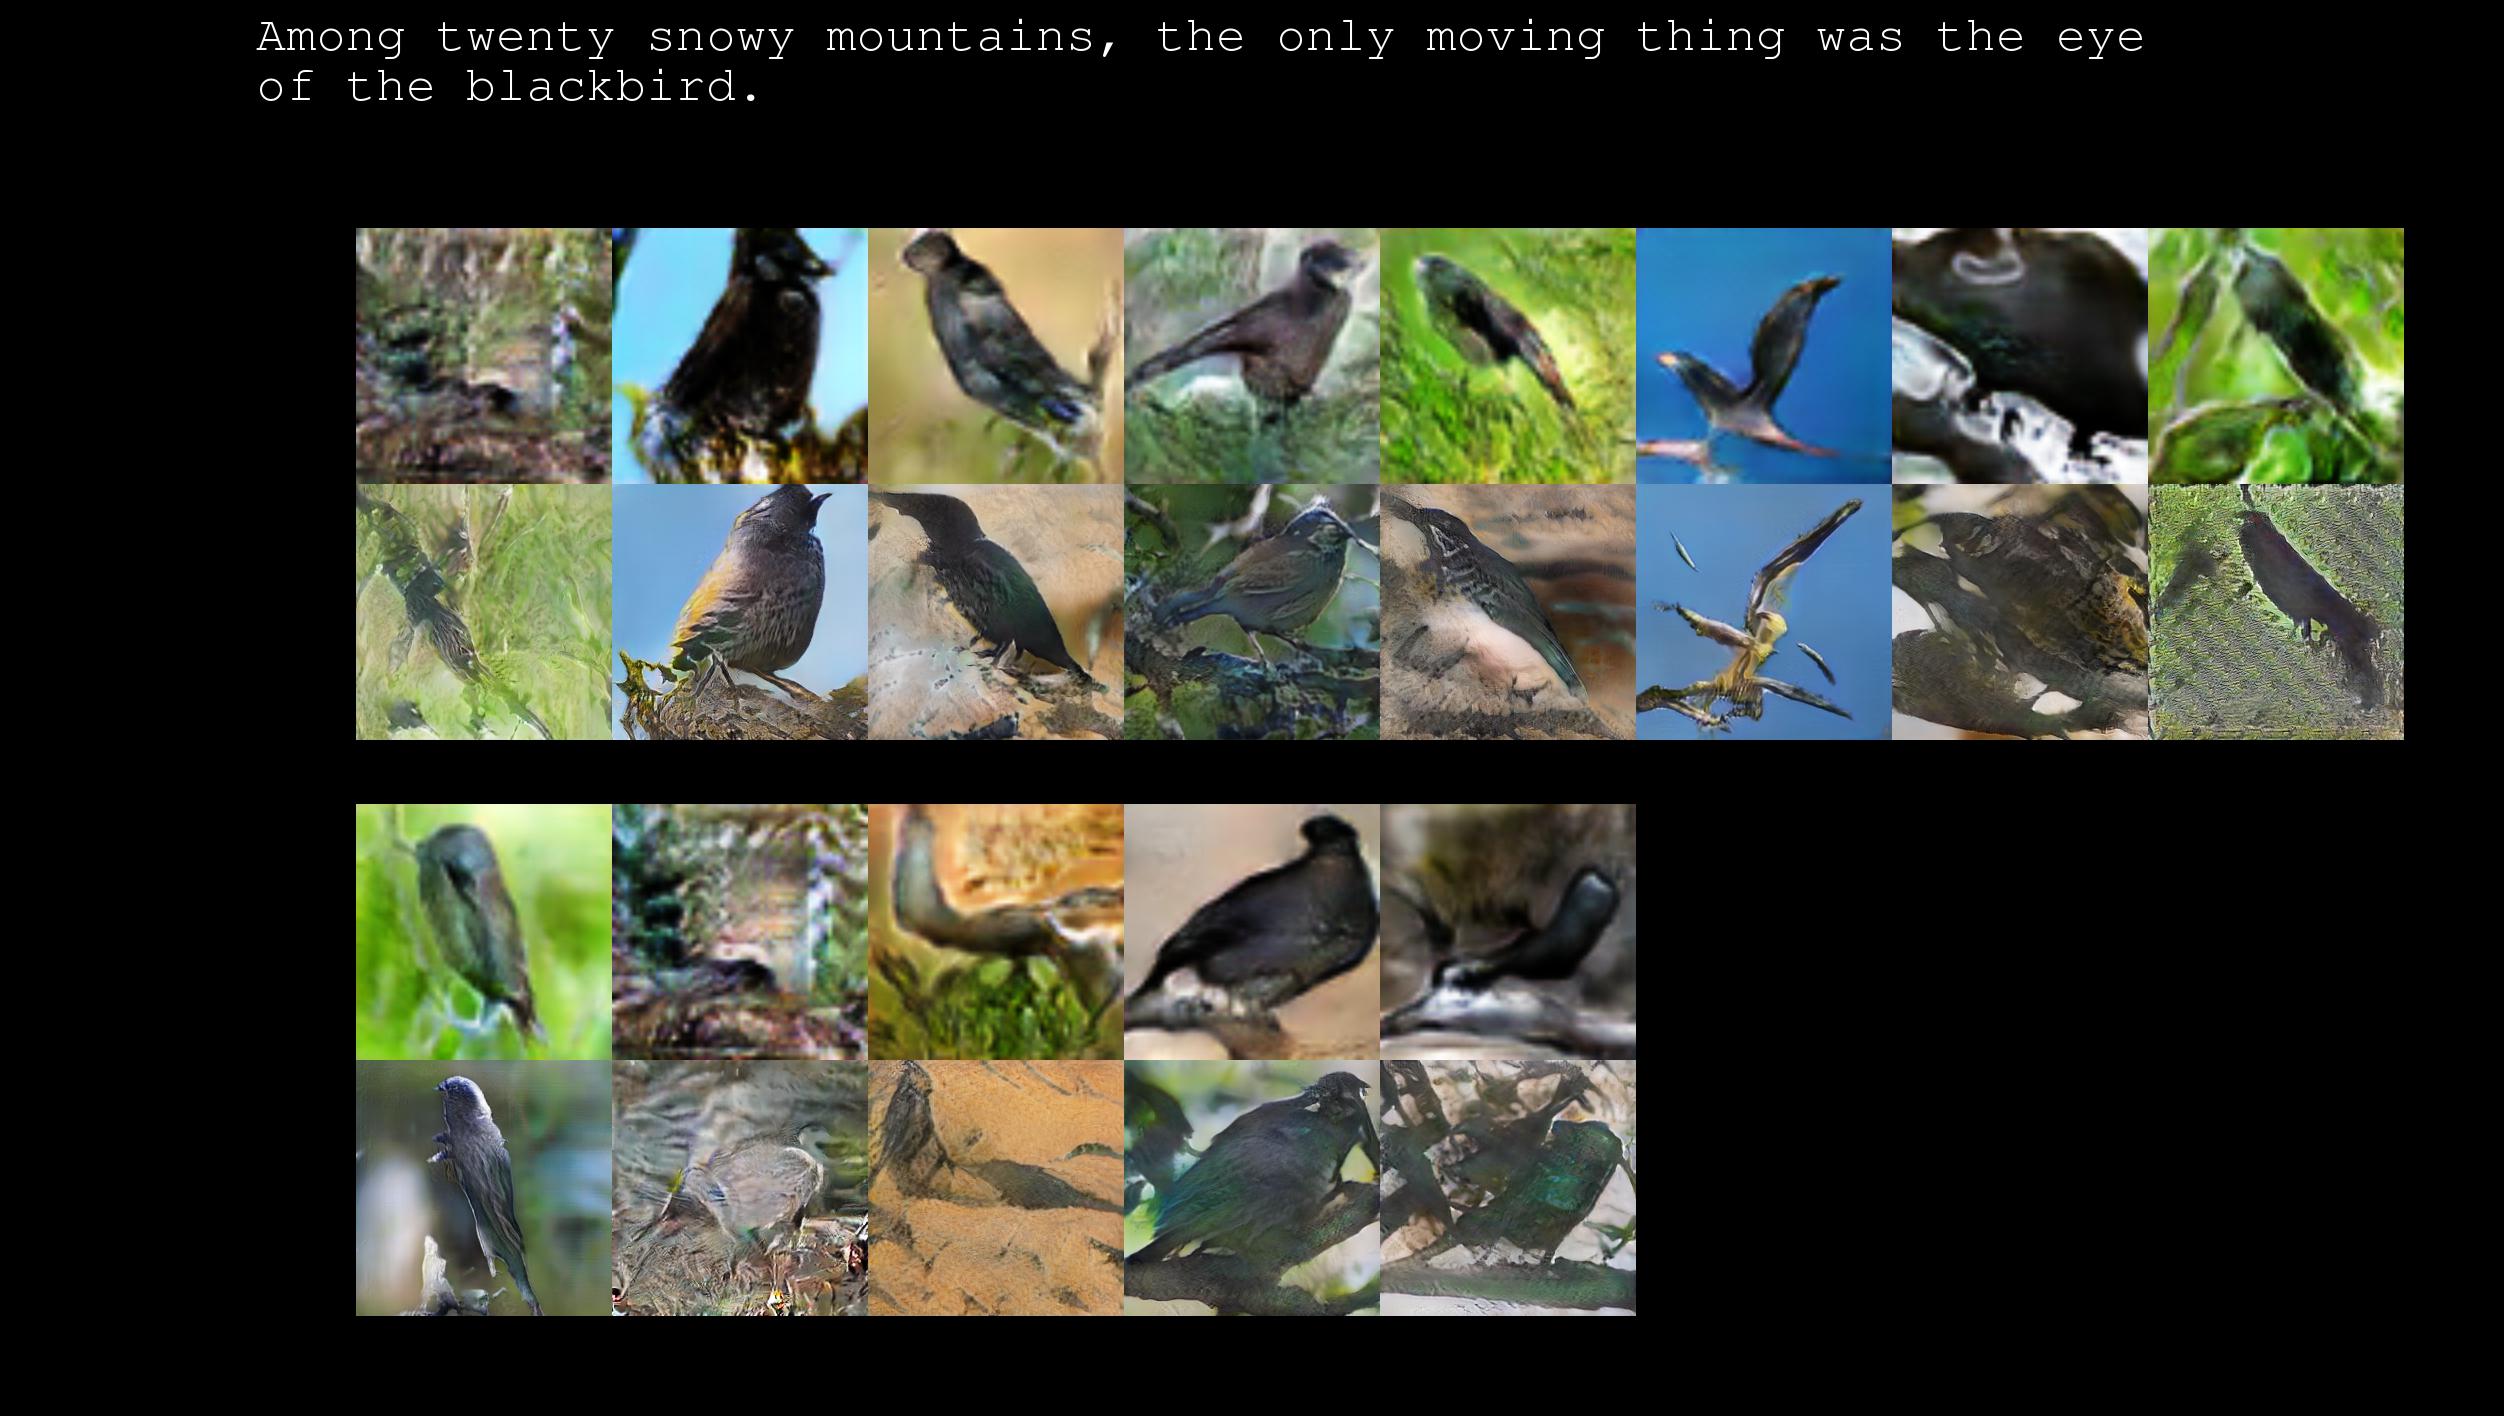 Among twenty snowy mountains, the only moving thing was the eye
of the blackbird.